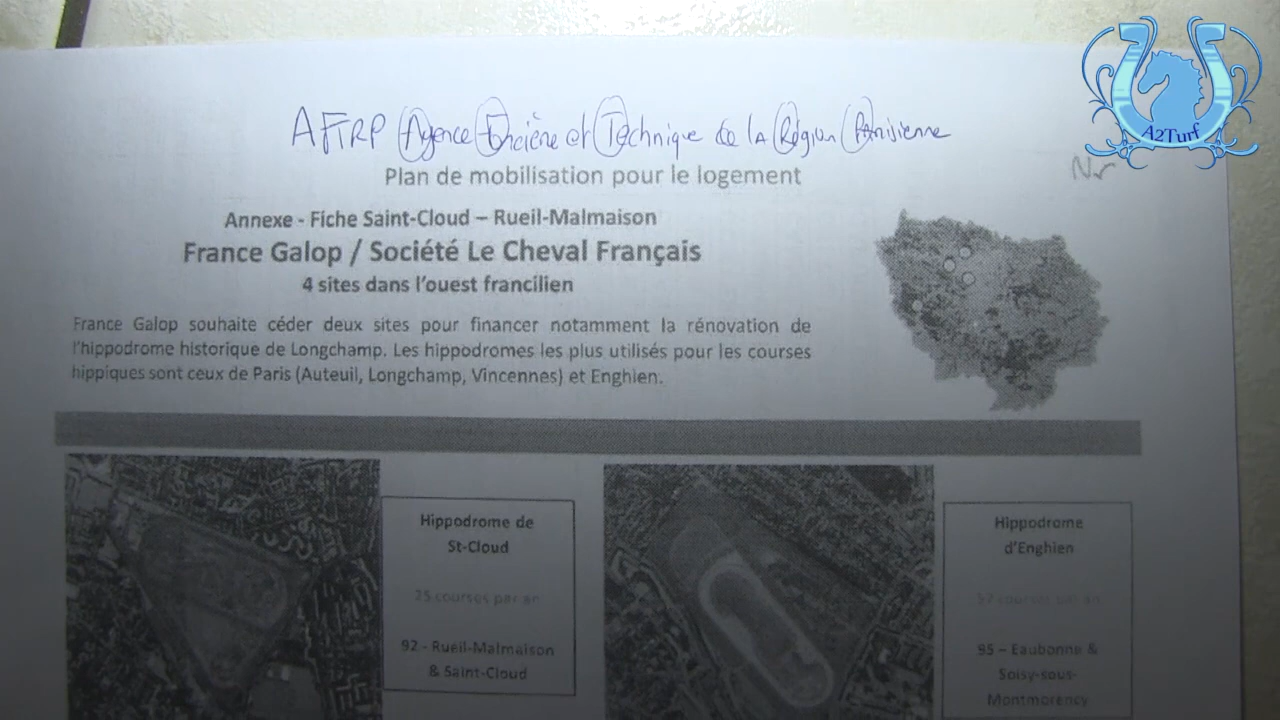 A2Turf
AFTRP (Agence Foncière et Technique de la Région Parisienne
Plan de mobilisation pour le logement
Annexe - Fiche Saint-Cloud – Rueil-Malmaison
France Galop / Société Le Cheval Français
4 sites dans l'ouest francilien
France Galop souhaite céder deux sites pour financer notamment la rénovation de
l'hippodrome historique de Longchamp. Les hippodromes les plus utilisés pour les courses
hippiques sont ceux de Paris (Auteuil, Longchamp, Vincennes) et Enghien.
Hippodrome de
St-Cloud
25 courses par an
92 - Rueil-Malmaison
& Saint-Cloud
Hippodrome
d'Enghien
57 courses par an
95 – Eaubonne &
Soisy-sous-
Montmorency